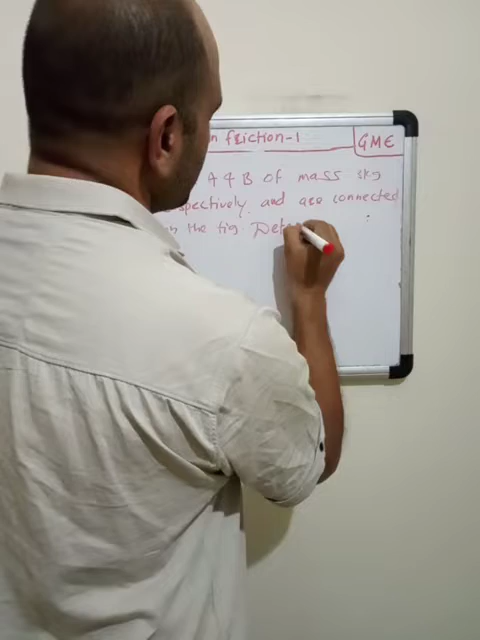 n friction-1 GME
A & B of mass 5kg
spectively and are connected
n the fig. Dete